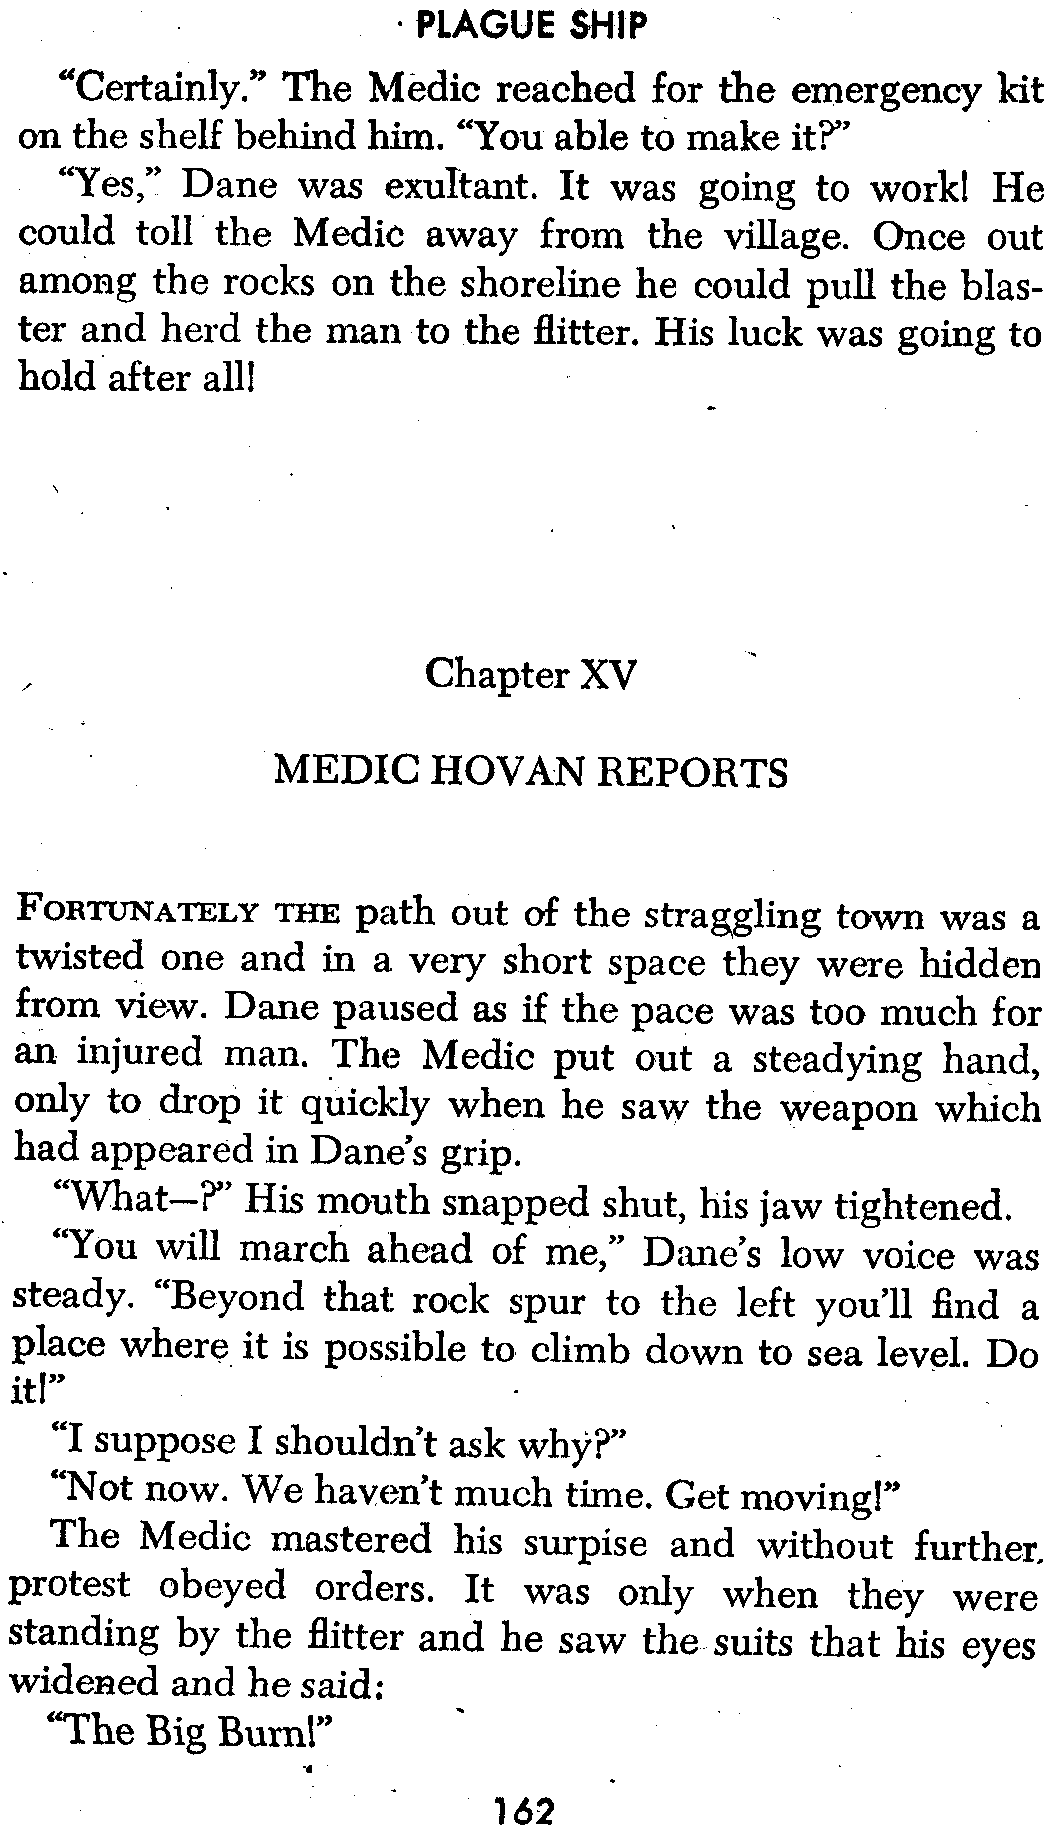 PLAGUE SHIP
“Certainly.” The Medic reached for the emergency kit
on the shelf behind him. “You able to make it?”
“Yes,” Dane was exultant. It was going to work! He
could toll the Medic away from the village. Once out
among the rocks on the shoreline he could pull the blas-
ter and herd the man to the flitter. His luck was going to
hold after all!
Chapter XV
MEDIC HOVAN REPORTS
FORTUNATELY THE path out of the straggling town was a
twisted one and in a very short space they were hidden
from view. Dane paused as if the pace was too much for
an injured man. The Medic put out a steadying hand,
only to drop it quickly when he saw the weapon which
had appeared in Dane's grip.
“What—?” His mouth snapped shut, his jaw tightened.
“You will march ahead of me,” Dane's low voice was
steady. “Beyond that rock spur to the left you'll find a
place where it is possible to climb down to sea level. Do
it!”
“I suppose I shouldn't ask why?”
“Not now. We haven't much time. Get moving!”
The Medic mastered his surpise and without further
protest obeyed orders. It was only when they were
standing by the flitter and he saw the suits that his eyes
widened and he said:
“The Big Burn!”
162